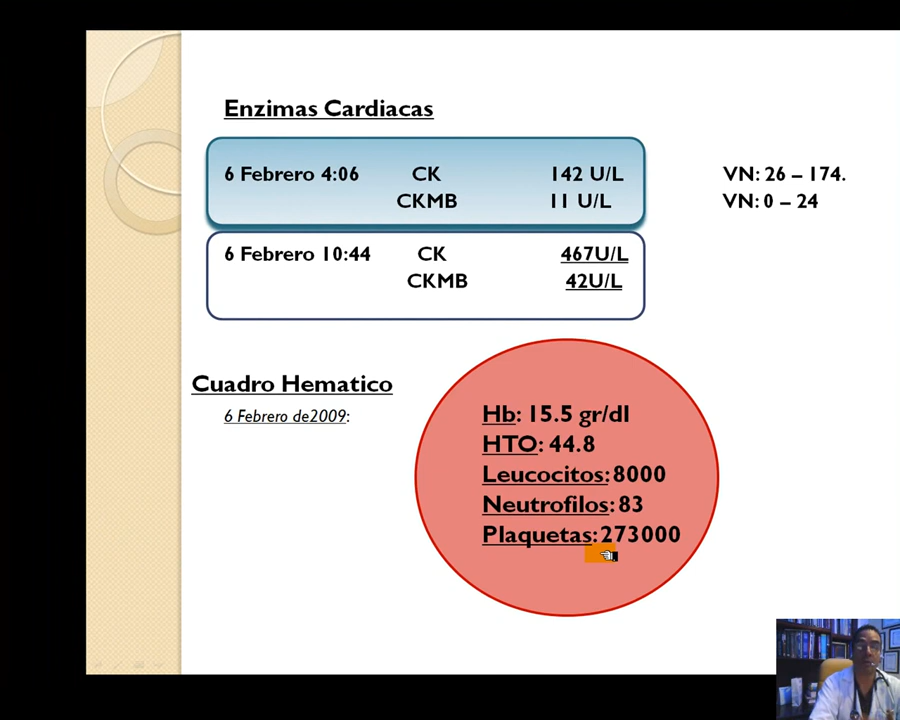 Enzimas Cardiacas
6 Febrero 4:06 CK 142 U/L VN: 26 – 174.
CKMB 11 U/L VN: 0 – 24
6 Febrero 10:44 CK 467U/L
CKMB 42U/L
Cuadro Hematico
6 Febrero de2009:
Hb: 15.5 gr/dl
HTO: 44.8
Leucocitos: 8000
Neutrofilos: 83
Plaquetas: 273000